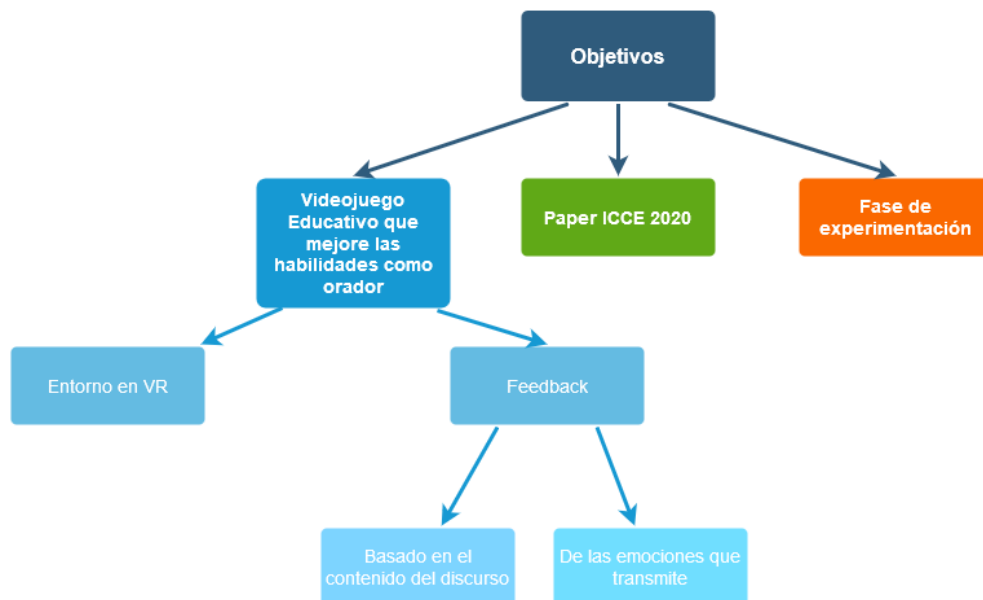 Objetivos
Videojuego
Educativo que
mejore las
habilidades como
orador
Paper ICCE 2020
Fase de
experimentación
Entorno en VR
Feedback
Basado en el
contenido del discurso
De las emociones que
transmite